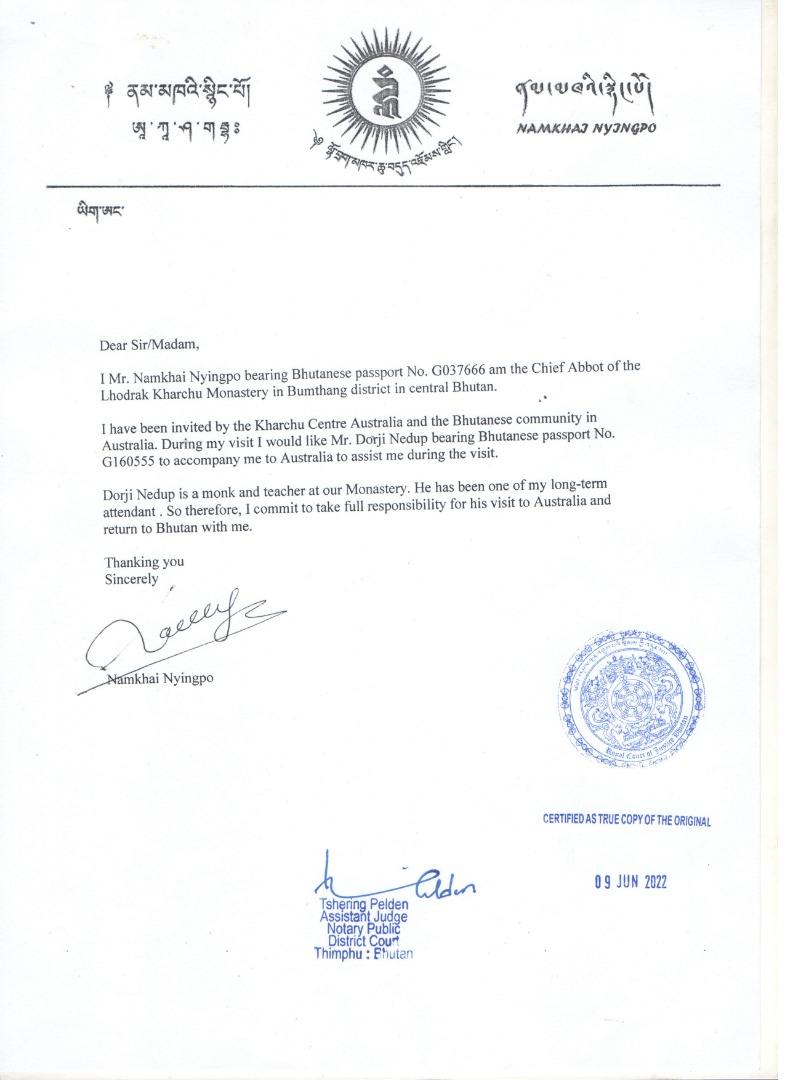 ༄ ནམ་མཁའི་སྙིང་པོ།
NAMKHAI NYINGPO
ཡིག་ཨང་
Dear Sir/Madam,
I Mr. Namkhai Nyingpo bearing Bhutanese passport No. G037666 am the Chief Abbot of the
Lhodrak Kharchu Monastery in Bumthang district in central Bhutan.
I have been invited by the Kharchu Centre Australia and the Bhutanese community in
Australia. During my visit I would like Mr. Dorji Nedup bearing Bhutanese passport No.
G160555 to accompany me to Australia to assist me during the visit.
Dorji Nedup is a monk and teacher at our Monastery. He has been one of my long-term
attendant . So therefore, I commit to take full responsibility for his visit to Australia and
return to Bhutan with me.
Thanking you
Sincerely
Namkhai Nyingpo
Royal Court of Justice Bhutan
CERTIFIED AS TRUE COPY OF THE ORIGINAL
09 JUN 2022
Tshering Pelden
Assistant Judge
Notary Public
District Court
Thimphu : Bhutan